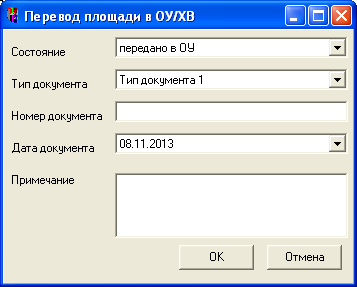 Перевод площади в ОУ/ХВ
Состояние передано в ОУ
Тип документа Тип документа 1
Номер документа
Дата документа 08.11.2013
Примечание
OK Отмена